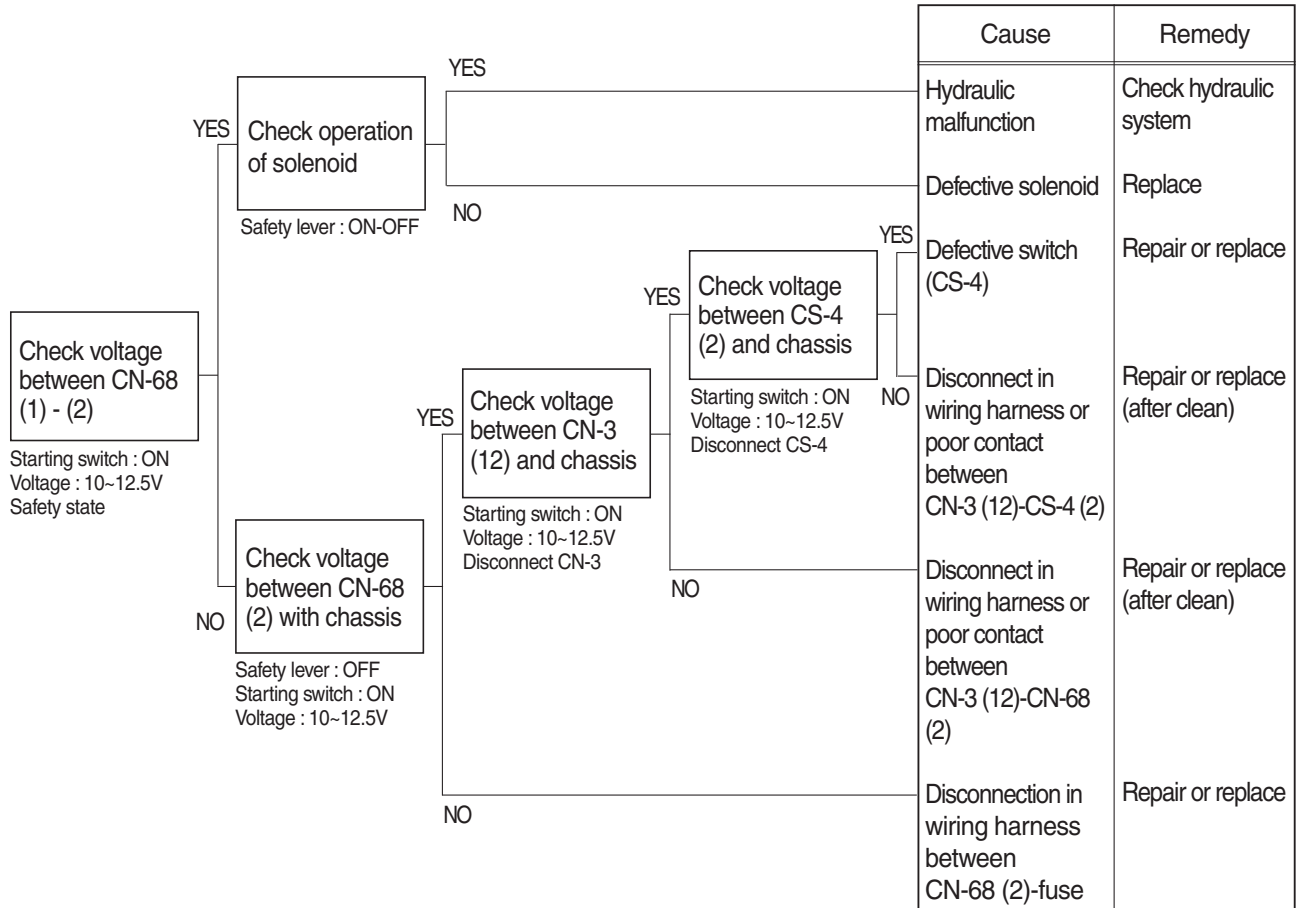 Cause
Remedy
YES
Hydraulic
malfunction
Check hydraulic
system
YES
Check operation
of solenoid
Safety lever : ON-OFF
NO
Defective solenoid
Replace
YES
Defective switch
(CS-4)
Repair or replace
YES
Check voltage
between CS-4
(2) and chassis
Starting switch : ON
Voltage : 10~12.5V
Disconnect CS-4
NO
Disconnect in
wiring harness or
poor contact
between
CN-3 (12)-CS-4 (2)
Repair or replace
(after clean)
Check voltage
between CN-68
(1) - (2)
Starting switch : ON
Voltage : 10~12.5V
Safety state
YES
Check voltage
between CN-3
(12) and chassis
Starting switch : ON
Voltage : 10~12.5V
Disconnect CN-3
NO
Disconnect in
wiring harness or
poor contact
between
CN-3 (12)-CN-68
(2)
Repair or replace
(after clean)
NO
Check voltage
between CN-68
(2) with chassis
Safety lever : OFF
Starting switch : ON
Voltage : 10~12.5V
NO
Disconnection in
wiring harness
between
CN-68 (2)-fuse
Repair or replace